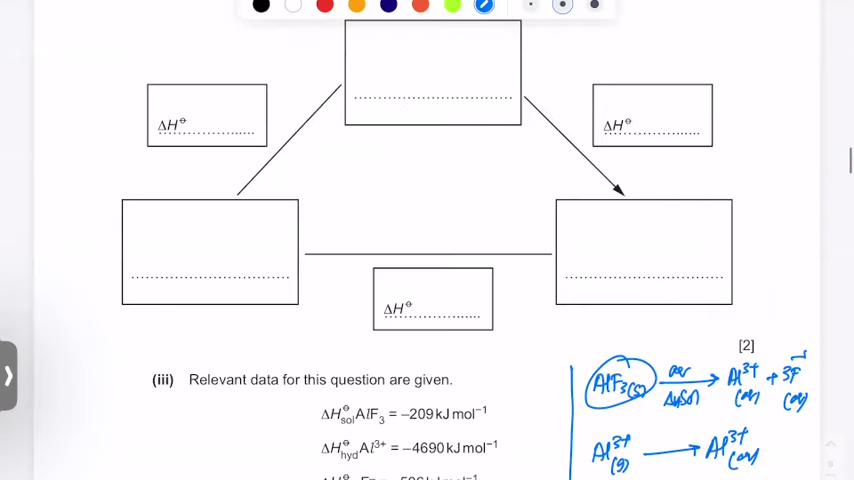 ΔH⦵ .......................
ΔH⦵ .......................
ΔH⦵ .......................
[2]
(iii) Relevant data for this question are given.
ΔH⦵sol AlF3 = −209 kJ mol−1
ΔH⦵hyd Al3+ = −4690 kJ mol−1
AlF3(s) → Al3+ (aq) + 3F− (aq)
ΔHsol
Al3+ (g) → Al3+ (aq)